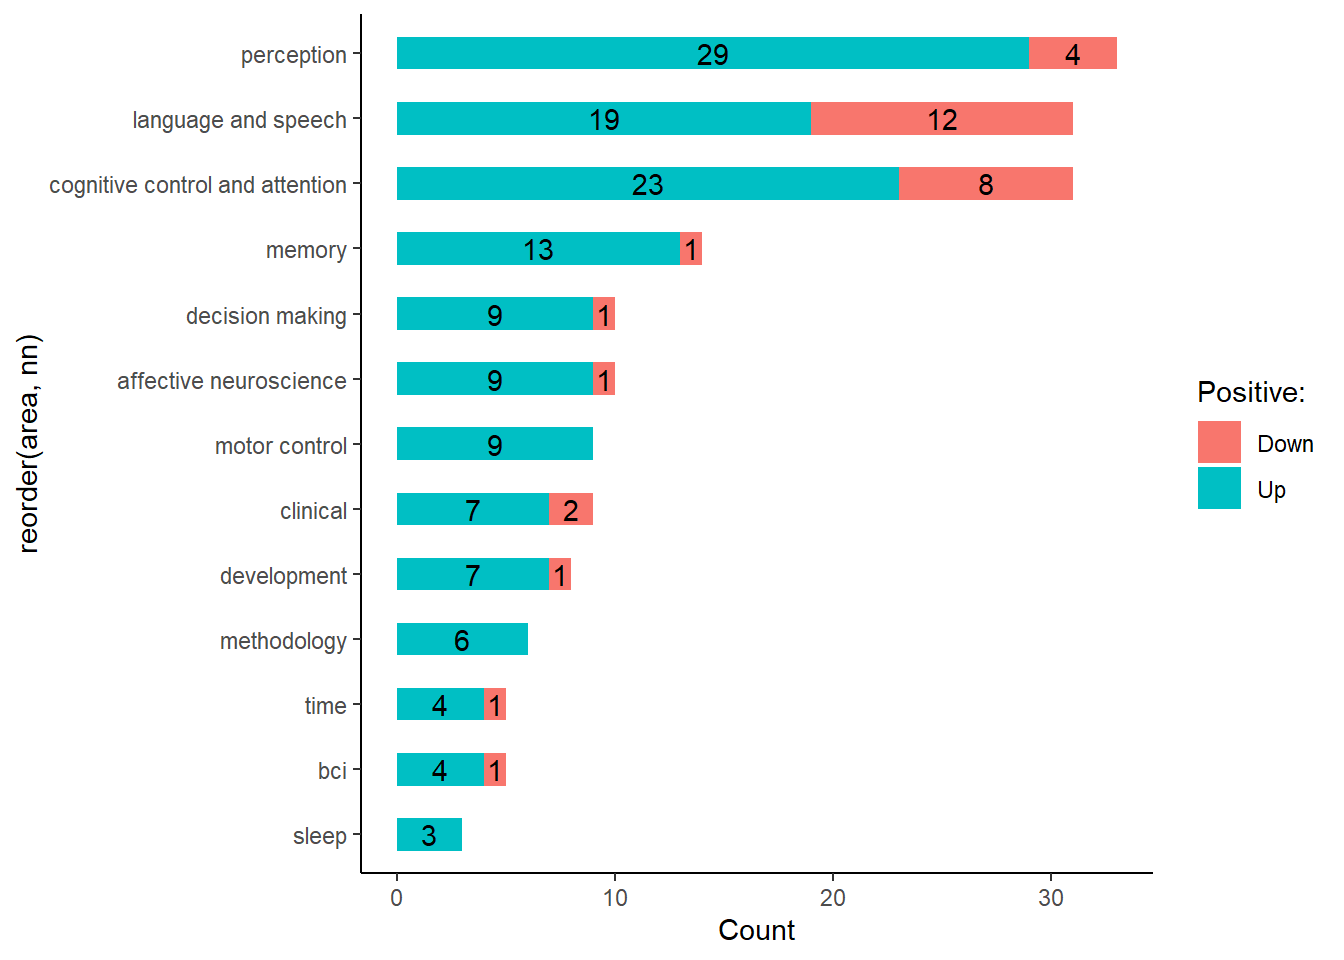 perception 29 4
language and speech 19 12
cognitive control and attention 23 8
memory 13 1
decision making 9 1
affective neuroscience 9 1
motor control 9
clinical 7 2
development 7 1
methodology 6
time 4 1
bci 4 1
sleep 3
0 10 20 30
Count
reorder(area, nn)
Positive:
Down
Up